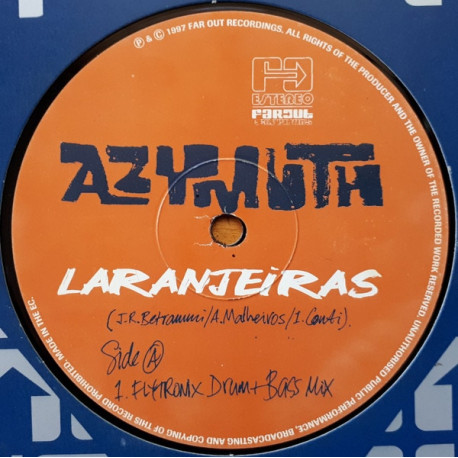 ℗ & © 1997 FAR OUT RECORDINGS. ALL RIGHTS OF THE PRODUCER AND THE OWNER OF THE RECORDED WORK RESERVED. UNAUTHORISED PUBLIC PERFORMANCE, BROADCASTING AND COPYING OF THIS RECORD PROHIBITED. MADE IN THE EC.
ESTEREO
FAROUT
AZYMUTH
LARANJEIRAS
(J.R. Betrammi/A. Malheiros/I. Conti).
Side A
1. Drum + Bass Mix